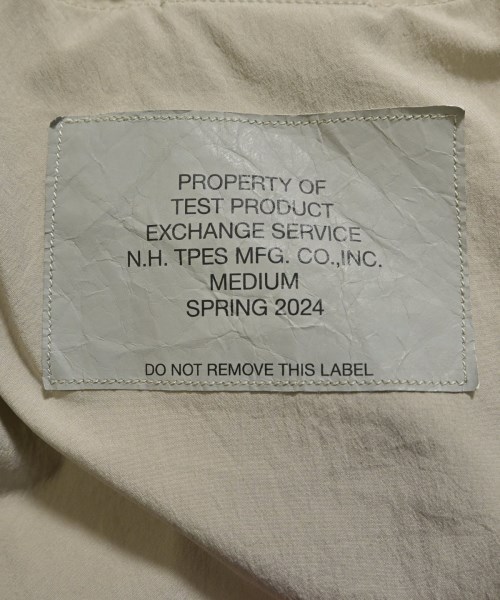 PROPERTY OF
TEST PRODUCT
EXCHANGE SERVICE
N.H. TPES MFG. CO.,INC.
MEDIUM
SPRING 2024
DO NOT REMOVE THIS LABEL